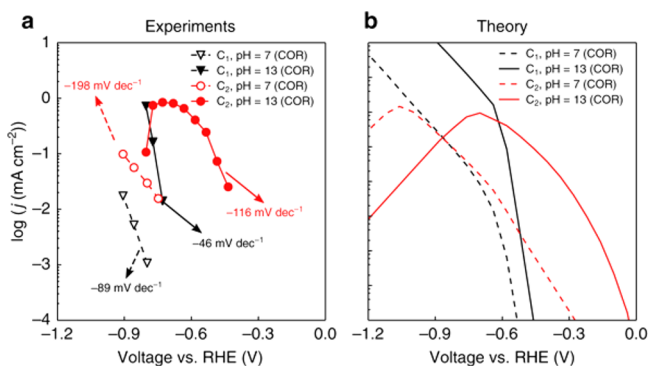 a
Experiments
C₁, pH = 7 (COR)
C₁, pH = 13 (COR)
C₂, pH = 7 (COR)
C₂, pH = 13 (COR)
−198 mV dec⁻¹
−116 mV dec⁻¹
−46 mV dec⁻¹
−89 mV dec⁻¹
log (j (mA cm⁻²))
1
0
−1
−2
−3
−4
−1.2
−0.9
−0.6
−0.3
0.0
Voltage vs. RHE (V)
b
Theory
C₁, pH = 7 (COR)
C₁, pH = 13 (COR)
C₂, pH = 7 (COR)
C₂, pH = 13 (COR)
−1.2
−0.9
−0.6
−0.3
0.0
Voltage vs. RHE (V)